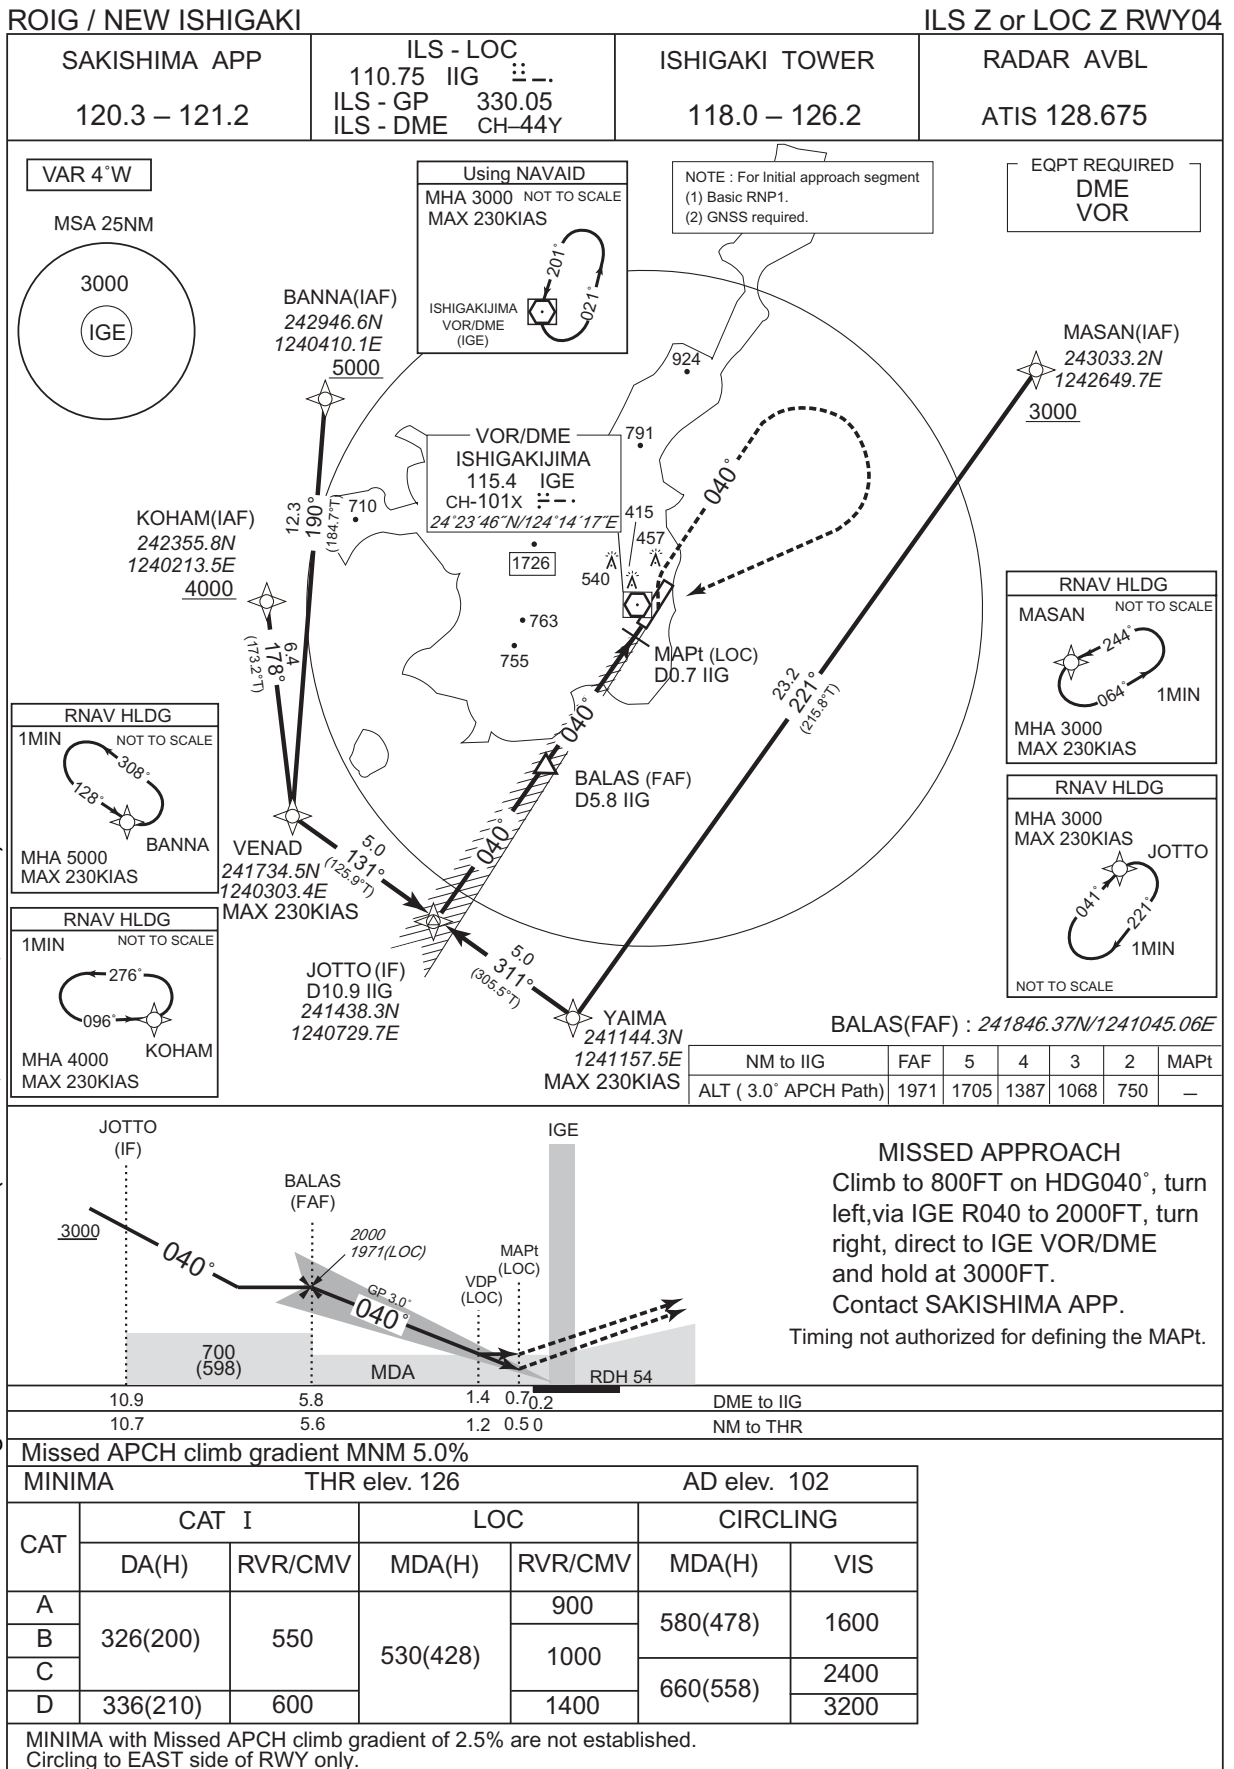 ROIG / NEW ISHIGAKI
ILS Z or LOC Z RWY04
SAKISHIMA APP
120.3 – 121.2
ILS - LOC
110.75 IIG
ILS - GP 330.05
ILS - DME CH–44Y
ISHIGAKI TOWER
118.0 – 126.2
RADAR AVBL
ATIS 128.675
VAR 4°W
MSA 25NM
3000
IGE
Using NAVAID
MHA 3000 NOT TO SCALE
MAX 230KIAS
201°
021°
ISHIGAKIJIMA
VOR/DME
(IGE)
NOTE : For Initial approach segment
(1) Basic RNP1.
(2) GNSS required.
EQPT REQUIRED
DME
VOR
BANNA(IAF)
242946.6N
1240410.1E
5000
MASAN(IAF)
243033.2N
1242649.7E
3000
924
791
VOR/DME
ISHIGAKIJIMA
115.4 IGE
CH-101X
24°23´46˝N/124°14´17˝E
040°
KOHAM(IAF)
242355.8N
1240213.5E
4000
12.3
190°
(184.7°T)
710
415
457
1726
540
763
755
6.4
178°
(173.2°T)
MAPt (LOC)
D0.7 IIG
23.2
221°
(215.8°T)
RNAV HLDG
MASAN NOT TO SCALE
244°
064°
1MIN
MHA 3000
MAX 230KIAS
RNAV HLDG
1MIN NOT TO SCALE
308°
128°
BANNA
MHA 5000
MAX 230KIAS
040°
BALAS (FAF)
D5.8 IIG
040°
RNAV HLDG
MHA 3000
MAX 230KIAS
JOTTO
041°
221°
1MIN
NOT TO SCALE
VENAD
241734.5N
1240303.4E
MAX 230KIAS
5.0
131°
(125.9°T)
RNAV HLDG
1MIN NOT TO SCALE
276°
096°
KOHAM
MHA 4000
MAX 230KIAS
JOTTO (IF)
D10.9 IIG
241438.3N
1240729.7E
5.0
311°
(305.5°T)
YAIMA
241144.3N
1241157.5E
MAX 230KIAS
BALAS(FAF) : 241846.37N/1241045.06E
NM to IIG FAF 5 4 3 2 MAPt
ALT ( 3.0° APCH Path) 1971 1705 1387 1068 750 –
JOTTO
(IF)
BALAS
(FAF)
IGE
3000
040°
2000
1971(LOC)
GP 3.0°
040°
VDP
(LOC)
MAPt
(LOC)
700
(598)
MDA
RDH 54
10.9 5.8 1.4 0.7 0.2 DME to IIG
10.7 5.6 1.2 0.5 0 NM to THR
MISSED APPROACH
Climb to 800FT on HDG040°, turn
left,via IGE R040 to 2000FT, turn
right, direct to IGE VOR/DME
and hold at 3000FT.
Contact SAKISHIMA APP.
Timing not authorized for defining the MAPt.
Missed APCH climb gradient MNM 5.0%
MINIMA THR elev. 126 AD elev. 102
CAT CAT I LOC CIRCLING
DA(H) RVR/CMV MDA(H) RVR/CMV MDA(H) VIS
A 326(200) 550 530(428) 900 580(478) 1600
B 1000
C 660(558) 2400
D 336(210) 600 1400 3200
MINIMA with Missed APCH climb gradient of 2.5% are not established.
Circling to EAST side of RWY only.